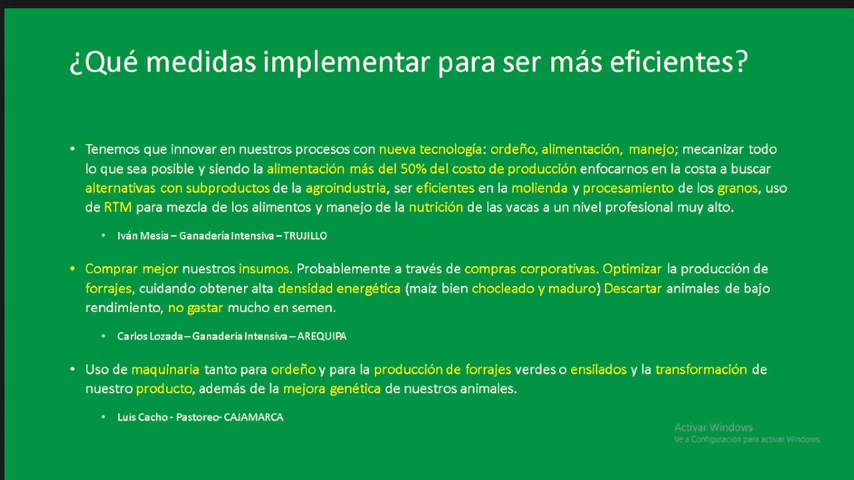 ¿Qué medidas implementar para ser más eficientes?
• Tenemos que innovar en nuestros procesos con nueva tecnología: ordeño, alimentación, manejo; mecanizar todo
lo que sea posible y siendo la alimentación más del 50% del costo de producción enfocarnos en la costa a buscar
alternativas con subproductos de la agroindustria, ser eficientes en la molienda y procesamiento de los granos, uso
de RTM para mezcla de los alimentos y manejo de la nutrición de las vacas a un nivel profesional muy alto.
• Iván Mesia – Ganadería Intensiva – TRUJILLO
• Comprar mejor nuestros insumos. Probablemente a través de compras corporativas. Optimizar la producción de
forrajes, cuidando obtener alta densidad energética (maíz bien chocleado y maduro) Descartar animales de bajo
rendimiento, no gastar mucho en semen.
• Carlos Lozada – Ganaderia Intensiva – AREQUIPA
• Uso de maquinaria tanto para ordeño y para la producción de forrajes verdes o ensilados y la transformación de
nuestro producto, además de la mejora genética de nuestros animales.
• Luis Cacho - Pastoreo- CAJAMARCA
Activar Windows
Ve a Configuración para activar Windows.